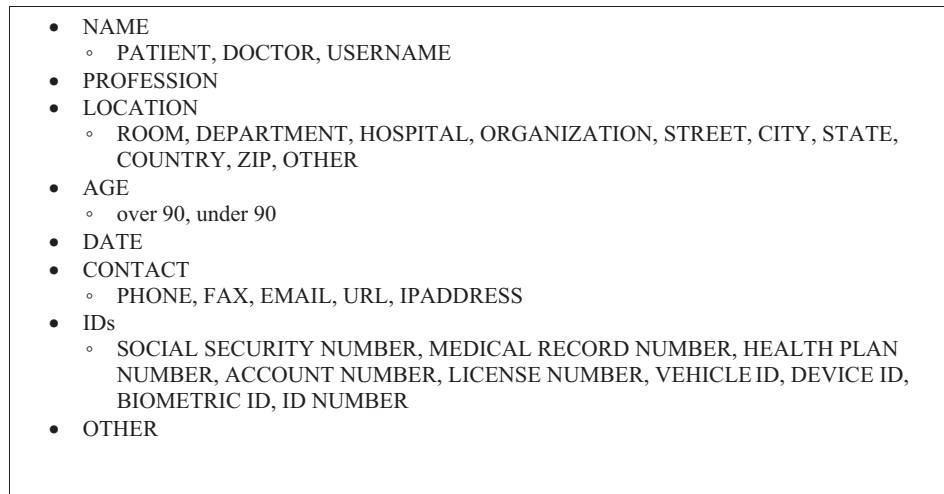 • NAME
◦ PATIENT, DOCTOR, USERNAME
• PROFESSION
• LOCATION
◦ ROOM, DEPARTMENT, HOSPITAL, ORGANIZATION, STREET, CITY, STATE,
COUNTRY, ZIP, OTHER
• AGE
◦ over 90, under 90
• DATE
• CONTACT
◦ PHONE, FAX, EMAIL, URL, IPADDRESS
• IDs
◦ SOCIAL SECURITY NUMBER, MEDICAL RECORD NUMBER, HEALTH PLAN
NUMBER, ACCOUNT NUMBER, LICENSE NUMBER, VEHICLE ID, DEVICE ID,
BIOMETRIC ID, ID NUMBER
• OTHER